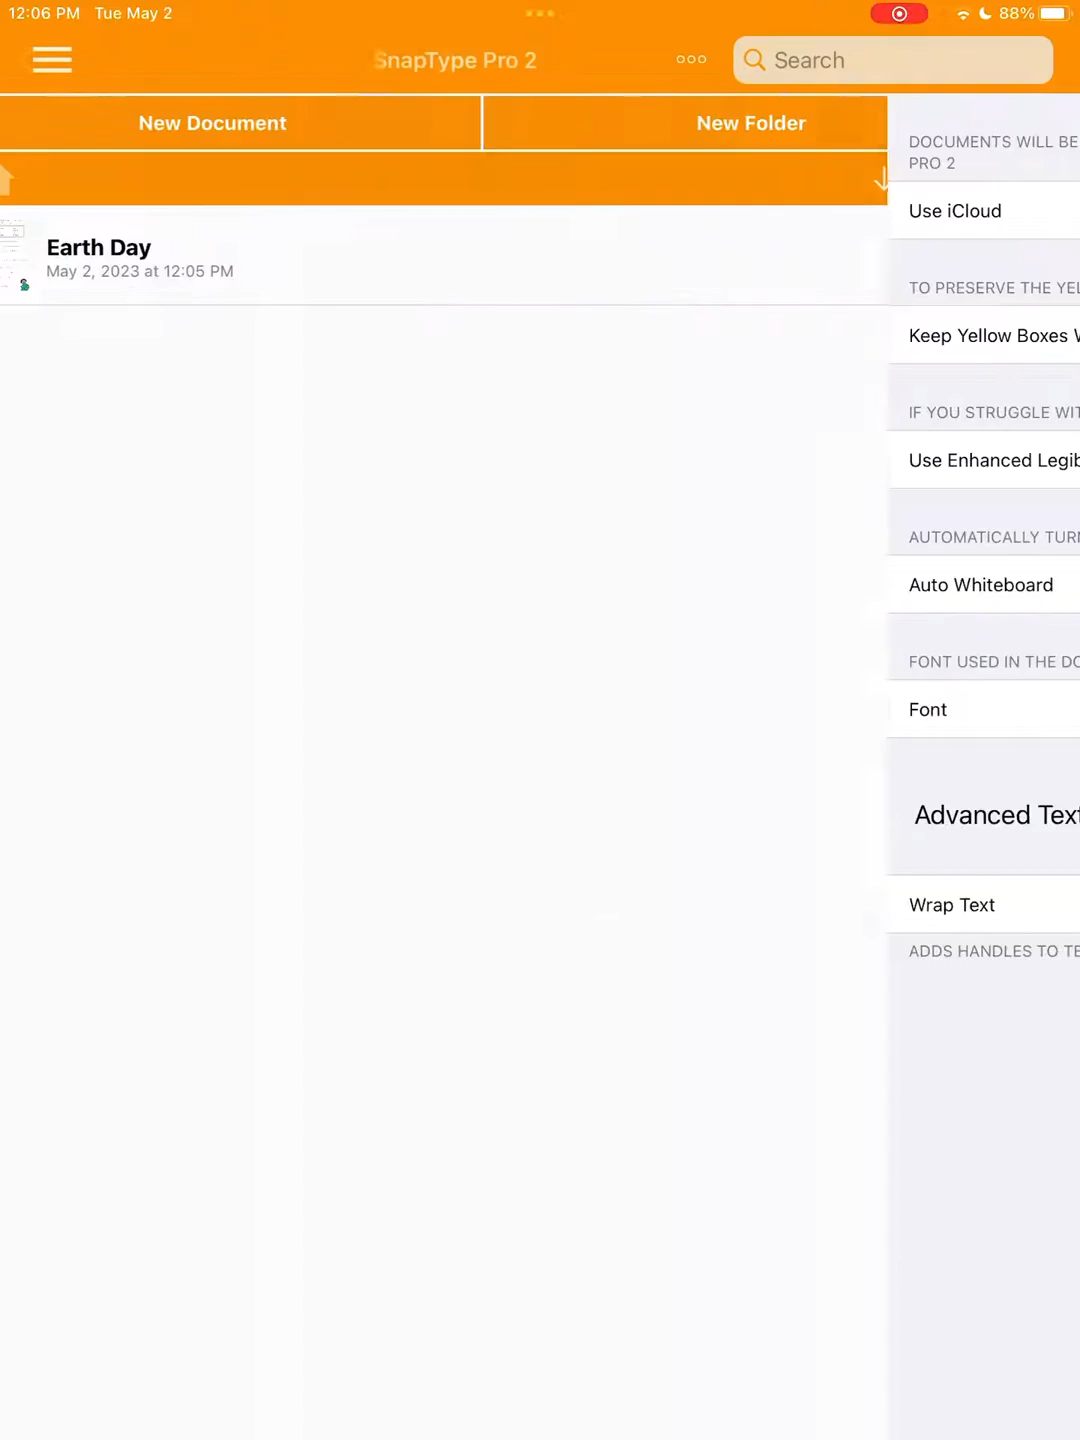 12:06 PM Tue May 2
88%
SnapType Pro 2
Search
New Document
New Folder
Earth Day
May 2, 2023 at 12:05 PM
DOCUMENTS WILL BE
PRO 2
Use iCloud
TO PRESERVE THE
Keep Yellow Boxes
IF YOU STRUGGLE
Use Enhanced
AUTOMATICALLY
Auto Whiteboard
FONT USED IN THE
Font
Advanced Text
Wrap Text
ADDS HANDLES TO